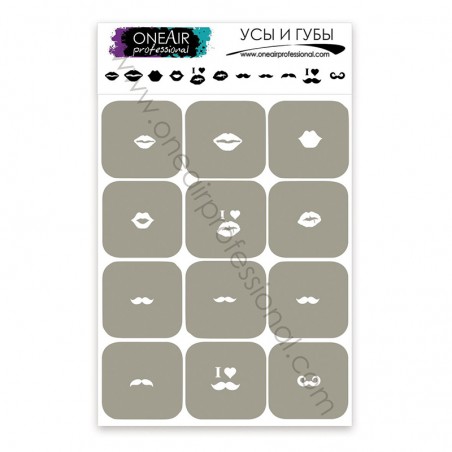 ONEAIR
professional
УСЫ И ГУБЫ
www.oneairprofessional.com
I
I
I
www.oneairprofessional.com